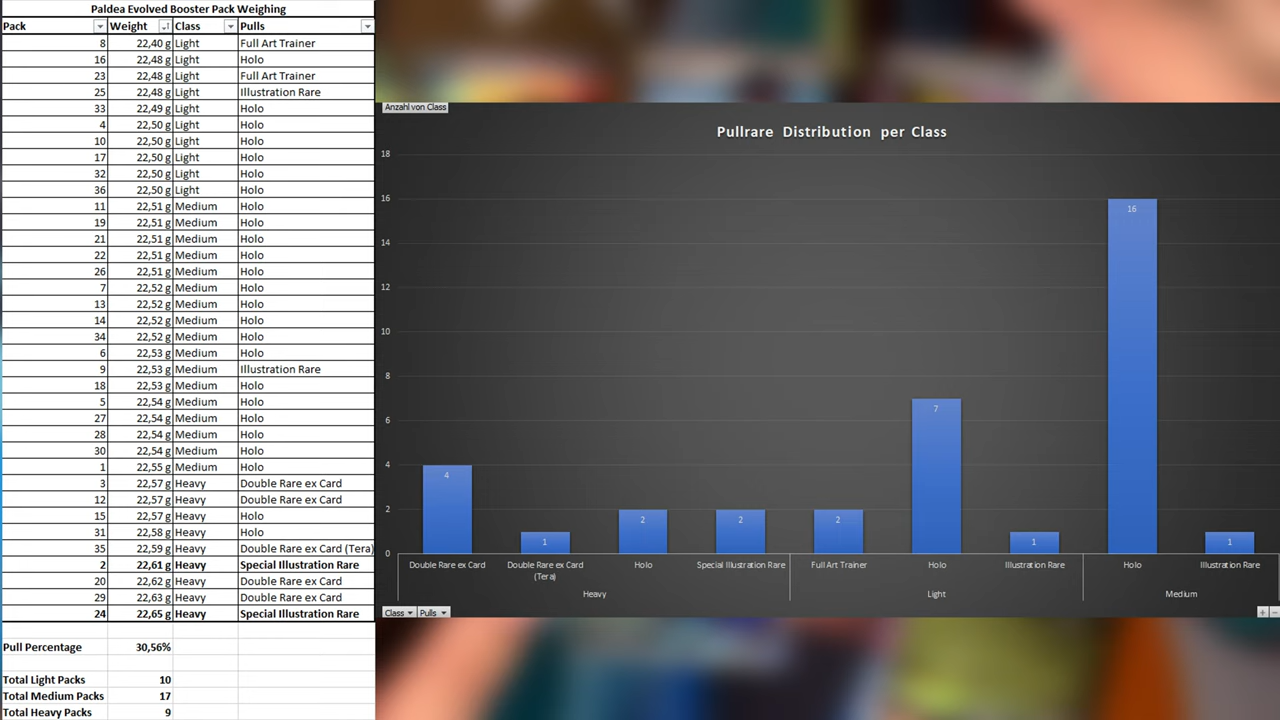 Paldea Evolved Booster Pack Weighing
Pack Weight Class Pulls
8 22,40 g Light Full Art Trainer
16 22,48 g Light Holo
23 22,48 g Light Full Art Trainer
25 22,48 g Light Illustration Rare
33 22,49 g Light Holo
4 22,50 g Light Holo
10 22,50 g Light Holo
17 22,50 g Light Holo
32 22,50 g Light Holo
36 22,50 g Light Holo
11 22,51 g Medium Holo
19 22,51 g Medium Holo
21 22,51 g Medium Holo
22 22,51 g Medium Holo
26 22,51 g Medium Holo
7 22,52 g Medium Holo
13 22,52 g Medium Holo
14 22,52 g Medium Holo
34 22,52 g Medium Holo
6 22,53 g Medium Holo
9 22,53 g Medium Illustration Rare
18 22,53 g Medium Holo
5 22,54 g Medium Holo
27 22,54 g Medium Holo
28 22,54 g Medium Holo
30 22,54 g Medium Holo
1 22,55 g Medium Holo
3 22,57 g Heavy Double Rare ex Card
12 22,57 g Heavy Double Rare ex Card
15 22,57 g Heavy Holo
31 22,58 g Heavy Holo
35 22,59 g Heavy Double Rare ex Card (Tera)
2 22,61 g Heavy Special Illustration Rare
20 22,62 g Heavy Double Rare ex Card
29 22,63 g Heavy Double Rare ex Card
24 22,65 g Heavy Special Illustration Rare
Pull Percentage 30,56%
Total Light Packs 10
Total Medium Packs 17
Total Heavy Packs 9
Anzahl von Class
Pullrare Distribution per Class
18
16
14
12
10
8
6
4
2
0
4 1 2 2 2 7 1 16 1
Double Rare ex Card Double Rare ex Card Holo Special Illustration Rare Full Art Trainer Holo Illustration Rare Holo Illustration Rare
(Tera)
Heavy Light Medium
Class Pulls + −